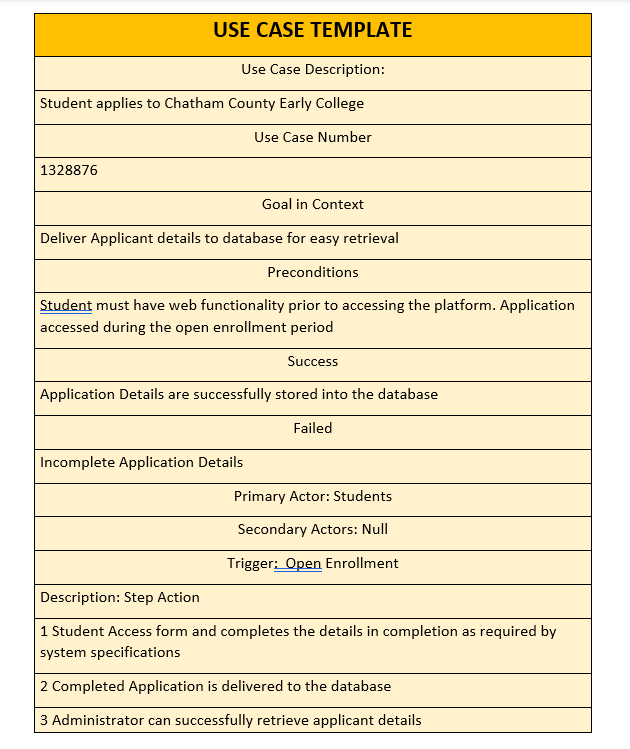 USE CASE TEMPLATE
Use Case Description:
Student applies to Chatham County Early College
Use Case Number
1328876
Goal in Context
Deliver Applicant details to database for easy retrieval
Preconditions
Student must have web functionality prior to accessing the platform. Application
accessed during the open enrollment period
Success
Application Details are successfully stored into the database
Failed
Incomplete Application Details
Primary Actor: Students
Secondary Actors: Null
Trigger:  Open Enrollment
Description: Step Action
1 Student Access form and completes the details in completion as required by
system specifications
2 Completed Application is delivered to the database
3 Administrator can successfully retrieve applicant details